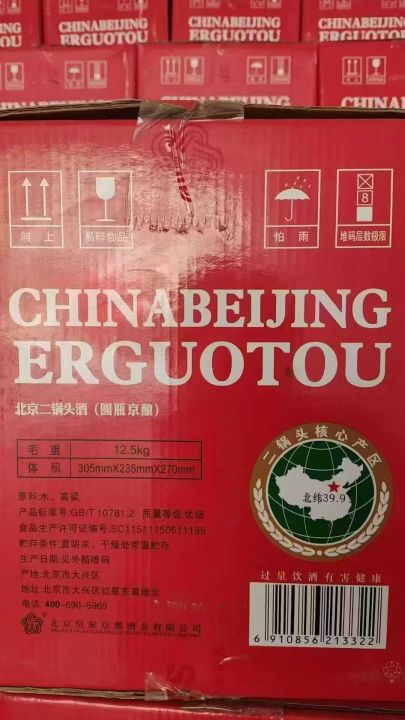 CHINABEIJING
ERGUOTOU
CHINABEIJING
ERGUOTOU
向上
易碎物品
怕雨
8
堆码层数极限
CHINABEIJING
ERGUOTOU
北京二锅头酒（圆瓶京酿）
毛重 12.5kg
体积 305mmX235mmX270mm
原料:水、高粱
产品标准号:GB/T 10781.2 质量等级:优级
食品生产许可证编号:SC11511150611135
贮存条件:置阴凉、干燥处常温贮存
生产日期:见外箱喷码
产地:北京市大兴区
地址:北京市大兴区红星东高地北
电话:400-690-5969
北京皇家京都酒业有限公司
二锅头核心产区
北纬39.9
过量饮酒有害健康
6 910856 213322